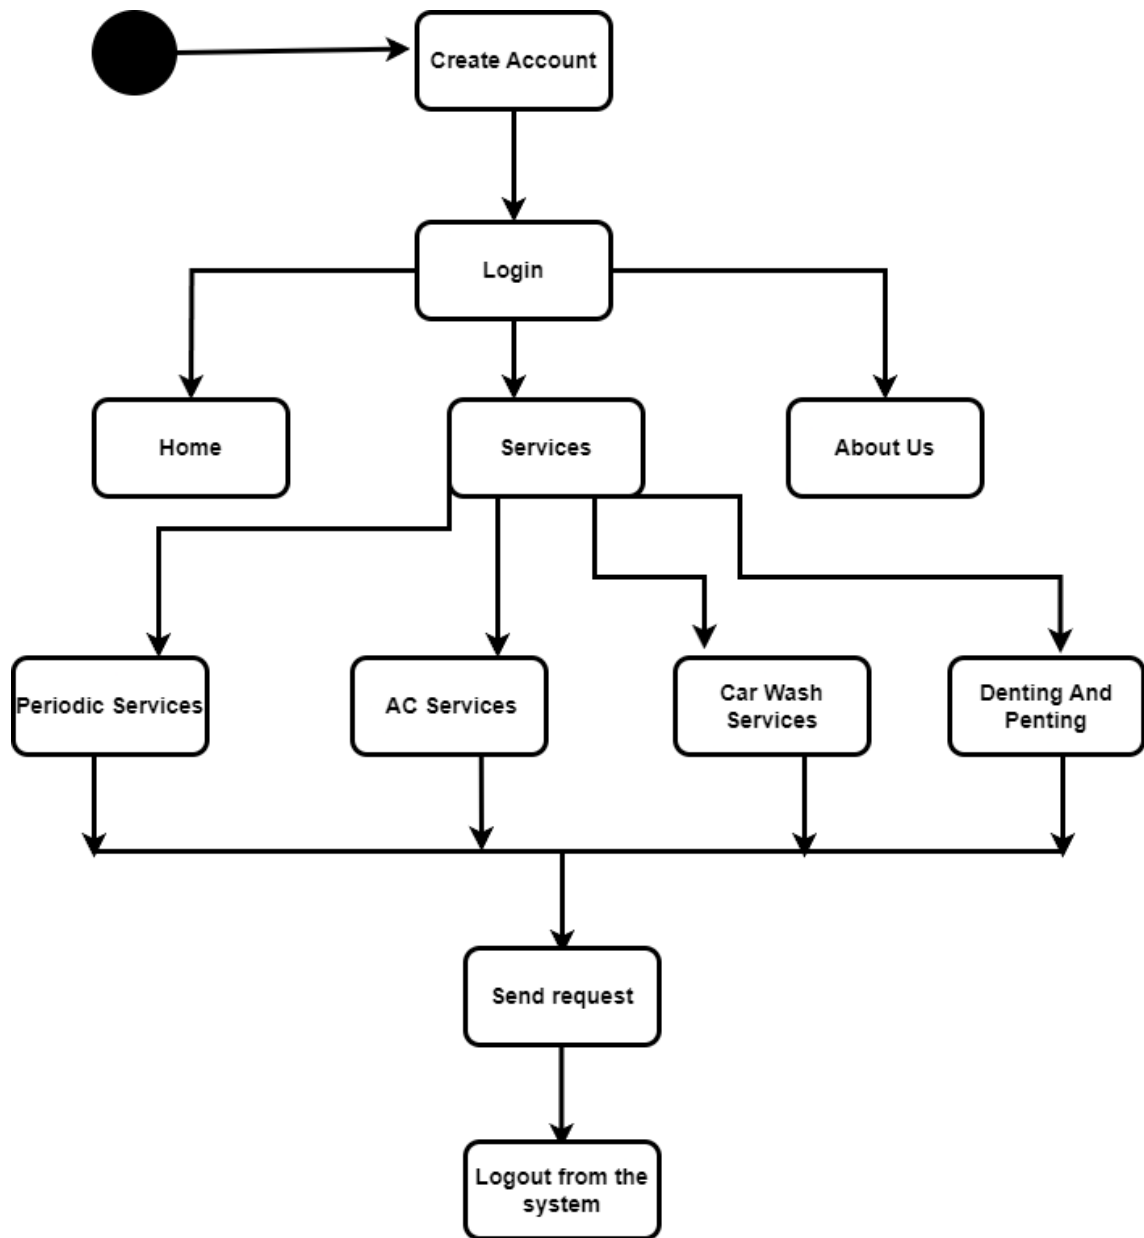 Create Account
Login
Home
Services
About Us
Periodic Services
AC Services
Car Wash
Services
Denting And
Penting
Send request
Logout from the
system